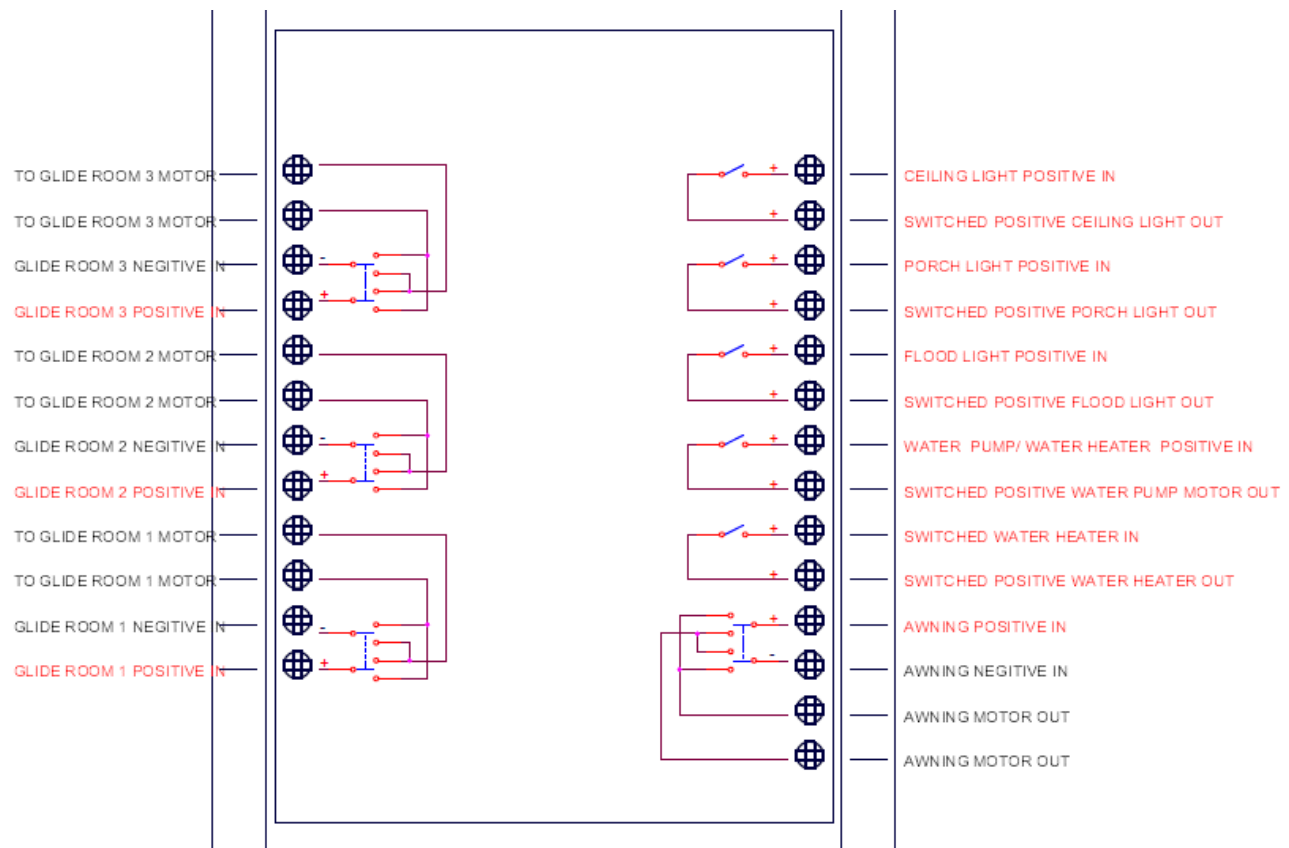 TO GLIDE ROOM 3 MOTOR
TO GLIDE ROOM 3 MOTOR
GLIDE ROOM 3 NEGITIVE IN
-
GLIDE ROOM 3 POSITIVE IN
+
TO GLIDE ROOM 2 MOTOR
TO GLIDE ROOM 2 MOTOR
GLIDE ROOM 2 NEGITIVE IN
-
GLIDE ROOM 2 POSITIVE IN
+
TO GLIDE ROOM 1 MOTOR
TO GLIDE ROOM 1 MOTOR
GLIDE ROOM 1 NEGITIVE IN
-
GLIDE ROOM 1 POSITIVE IN
+
+ CEILING LIGHT POSITIVE IN
+ SWITCHED POSITIVE CEILING LIGHT OUT
+ PORCH LIGHT POSITIVE IN
+ SWITCHED POSITIVE PORCH LIGHT OUT
+ FLOOD LIGHT POSITIVE IN
+ SWITCHED POSITIVE FLOOD LIGHT OUT
+ WATER PUMP/ WATER HEATER POSITIVE IN
+ SWITCHED POSITIVE WATER PUMP MOTOR OUT
+ SWITCHED WATER HEATER IN
+ SWITCHED POSITIVE WATER HEATER OUT
+ AWNING POSITIVE IN
- AWNING NEGITIVE IN
AWNING MOTOR OUT
AWNING MOTOR OUT